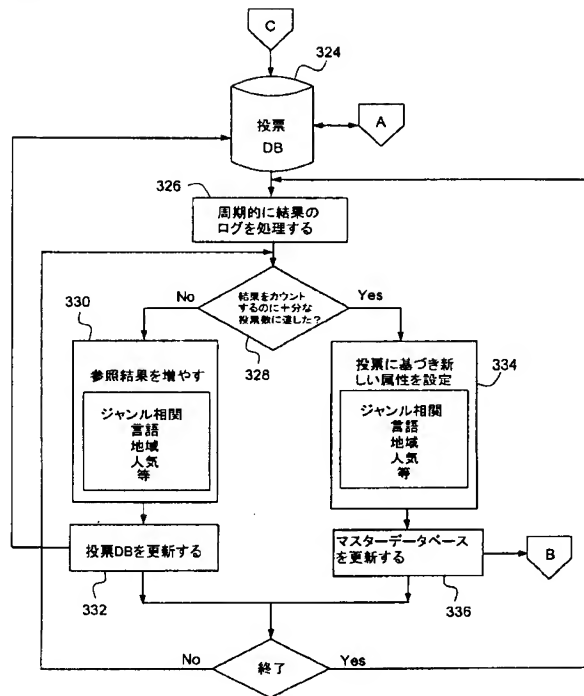 C
324
投票
DB
A
326
周期的に結果の
ログを処理する
No
結果をカウント
するのに十分な
投票数に達した？
Yes
328
330
参照結果を増やす
ジャンル相関
言語
地域
人気
等
投票に基づき新
しい属性を設定
334
ジャンル相関
言語
地域
人気
等
投票DBを更新する
332
マスターデータベース
を更新する
336
B
No
終了
Yes